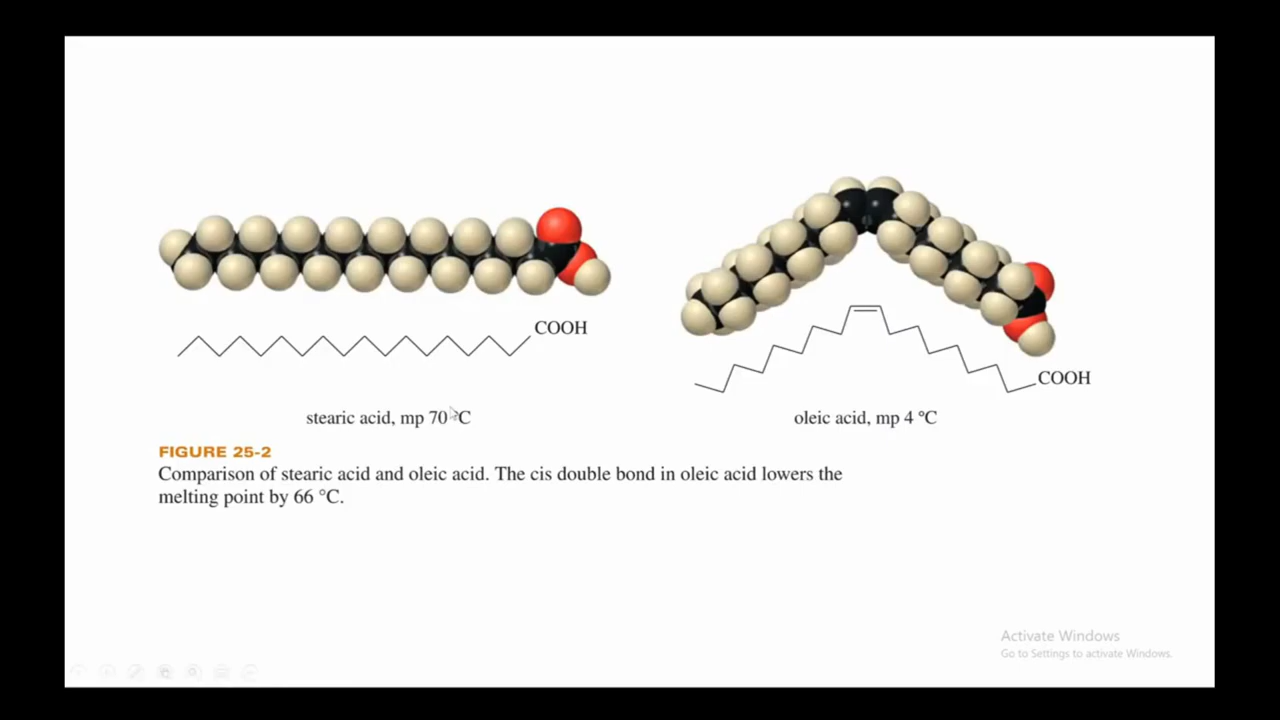 COOH
COOH
stearic acid, mp 70 °C
oleic acid, mp 4 °C
FIGURE 25-2
Comparison of stearic acid and oleic acid. The cis double bond in oleic acid lowers the
melting point by 66 °C.
Activate Windows
Go to Settings to activate Windows.